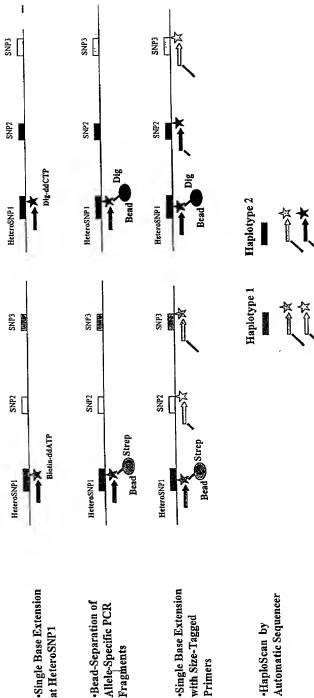 •Single Base Extension
at HeteroSNP1
HeteroSNP1 SNP2 SNP3
Biotin-ddATP
HeteroSNP1 SNP2 SNP3
Dig-ddCTP
•Bead-Separation of
Allele-Specific PCR
Fragments
HeteroSNP1 SNP2 SNP3
Bead Strep
HeteroSNP1 SNP2 SNP3
Bead Dig
•Single Base Extension
with Size-Tagged
Primers
HeteroSNP1 SNP2 SNP3
Bead Strep
HeteroSNP1 SNP2 SNP3
Bead Dig
•HaploScan by
Automatic Sequencer
Haplotype 1
Haplotype 2